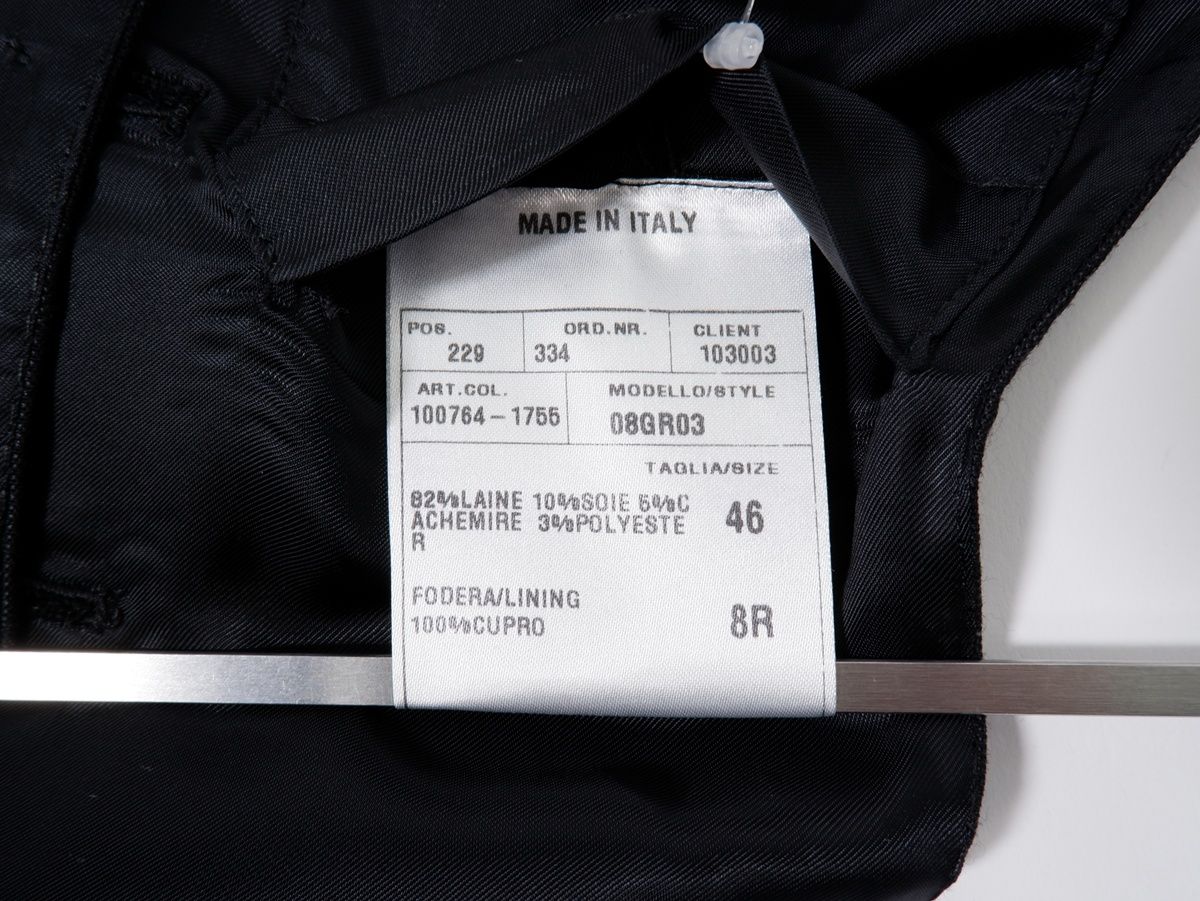 MADE IN ITALY
POS. ORD.NR. CLIENT
229 334 103003
ART.COL. MODELLO/STYLE
100764-1755 08GR03
TAGLIA/SIZE
82%LAINE 10%SOIE 5%C
ACHEMIRE 3%POLYESTE
R
46
FODERA/LINING
100%CUPRO 8R